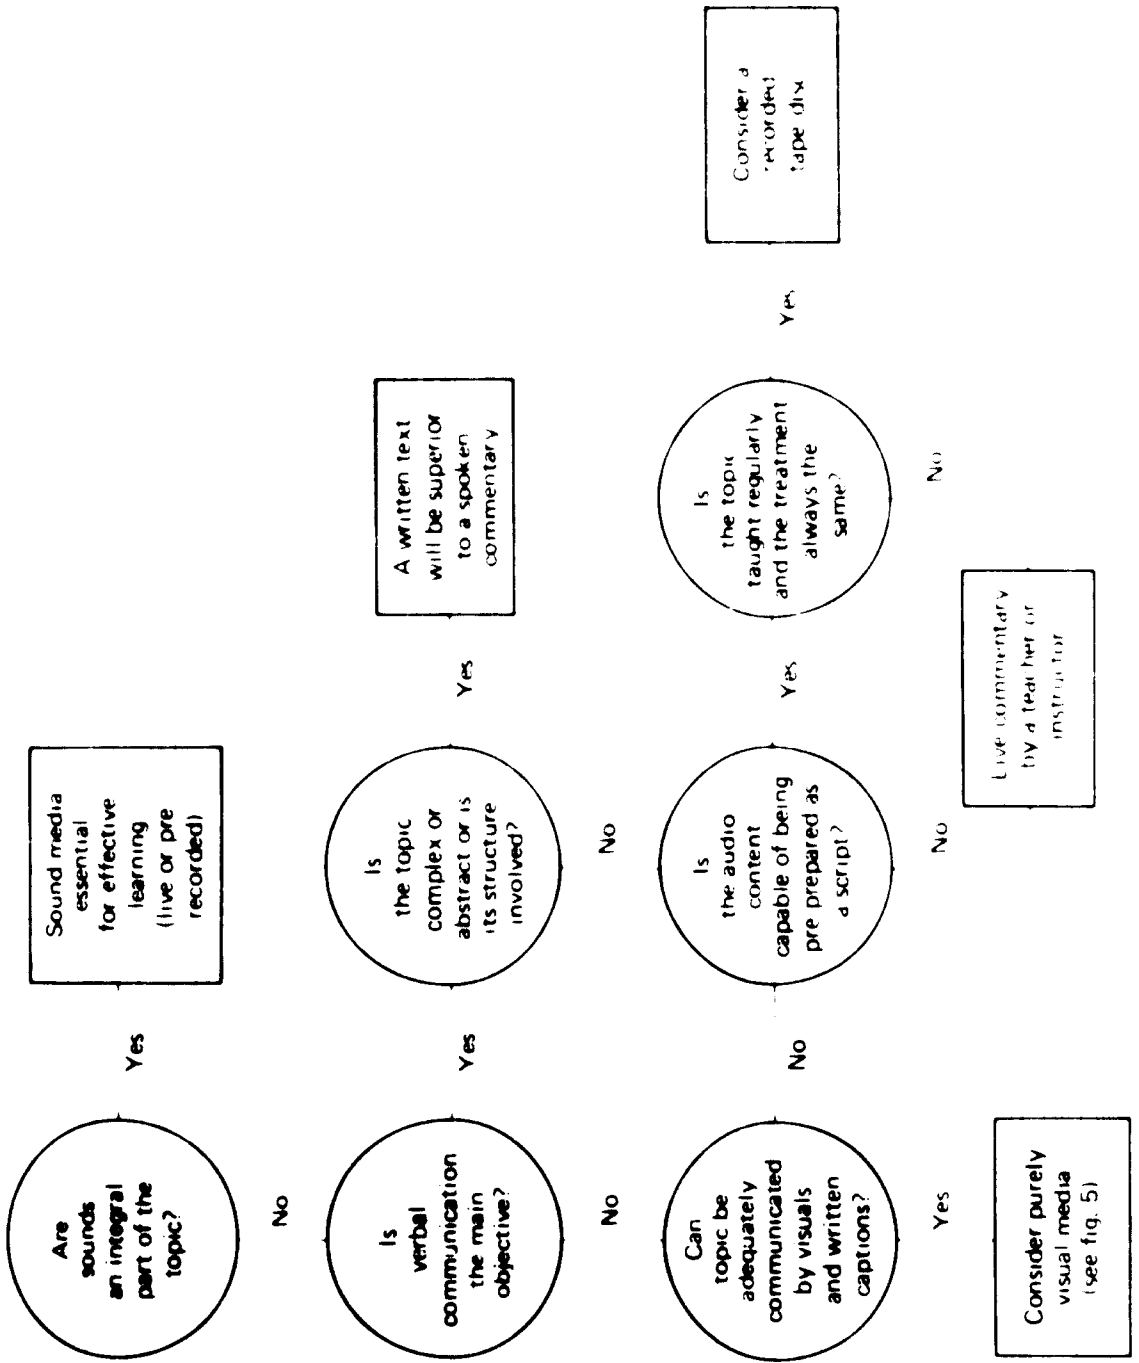 Are
sounds
an integral
part of the
topic?
Yes
Sound media
essential
for effective
learning
(live or pre
recorded)
No
Is
verbal
communication
the main
objective?
Yes
Is
the topic
complex or
abstract or is
its structure
involved?
Yes
A written text
will be superior
to a spoken
commentary
No
No
Can
topic be
adequately
communicated
by visuals
and written
captions?
No
Is
the audio
content
capable of being
pre prepared as
a script?
Yes
Is
the topic
taught regularly
and the treatment
always the
same?
Yes
Consider a
recorded
tape disc
Yes
No
No
Consider purely
visual media
(see fig. 5)
Live commentary
by a teacher or
instructor